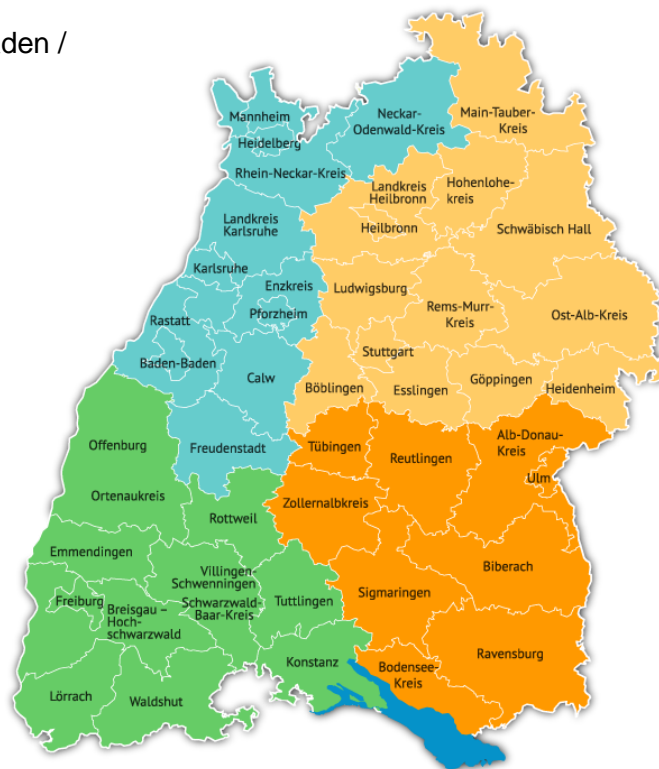 den /
Mannheim
Heidelberg
Rhein-Neckar-Kreis
Neckar-
Odenwald-Kreis
Main-Tauber-
Kreis
Landkreis
Heilbronn
Hohenlohe-
kreis
Landkreis
Karlsruhe
Heilbronn
Schwäbisch Hall
Karlsruhe
Enzkreis
Ludwigsburg
Pforzheim
Rastatt
Rems-Murr-
Kreis
Ost-Alb-Kreis
Baden-Baden
Calw
Stuttgart
Böblingen
Esslingen
Göppingen
Heidenheim
Freudenstadt
Offenburg
Ortenaukreis
Tübingen
Reutlingen
Alb-Donau-
Kreis
Ulm
Zollernalbkreis
Rottweil
Emmendingen
Villingen-
Schwenningen
Schwarzwald-
Baar-Kreis
Freiburg
Breisgau –
Hoch-
schwarzwald
Tuttlingen
Sigmaringen
Biberach
Konstanz
Bodensee-
Kreis
Ravensburg
Lörrach
Waldshut